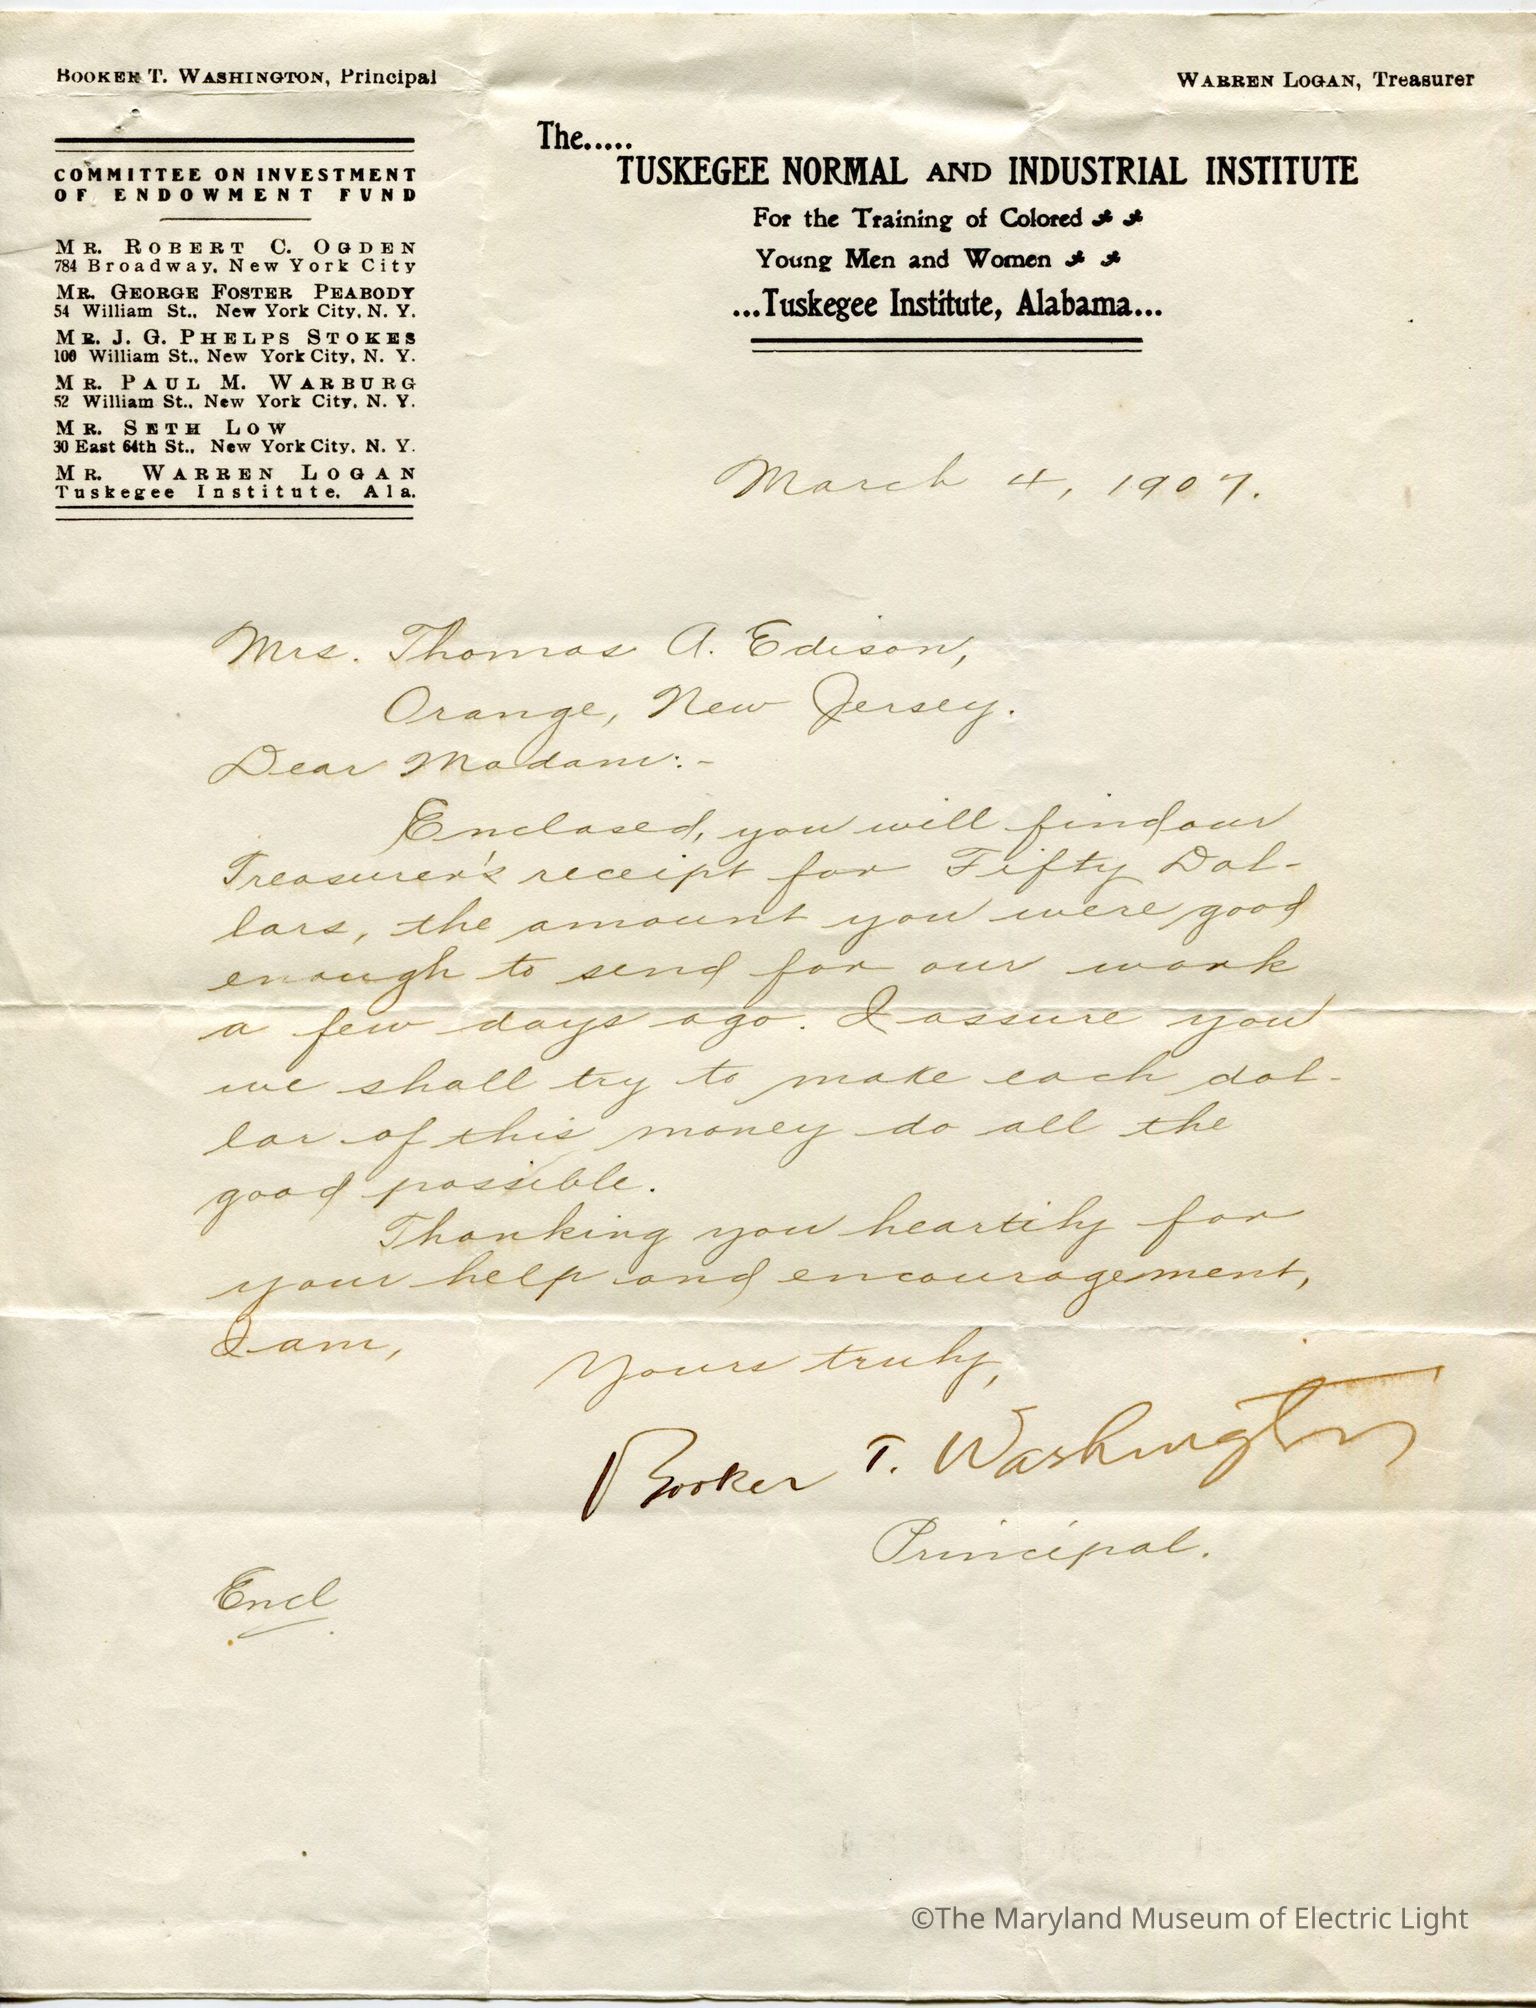 BOOKER T. WASHINGTON, Principal
WARREN LOGAN, Treasurer
COMMITTEE ON INVESTMENT
OF ENDOWMENT FUND
MR. ROBERT C. OGDEN
784 Broadway, New York City
MR. GEORGE FOSTER PEABODY
54 William St., New York City, N. Y.
MR. J. G. PHELPS STOKES
100 William St., New York City, N. Y.
MR. PAUL M. WARBURG
52 William St., New York City, N. Y.
MR. SETH LOW
30 East 64th St., New York City, N. Y.
MR. WARREN LOGAN
Tuskegee Institute, Ala.
The.....
TUSKEGEE NORMAL AND INDUSTRIAL INSTITUTE
For the Training of Colored
Young Men and Women
...Tuskegee Institute, Alabama...
March 4, 1907.
Mrs. Thomas A. Edison,
Orange, New Jersey.
Dear Madam:-
Enclosed, you will find our
Treasurer's receipt for Fifty Dol-
lars, the amount you were good
enough to send for our work
a few days ago. I assure you
we shall try to make each dol-
lar of this money do all the
good possible.
Thanking you heartily for
your help and encouragement,
I am,
Yours truly,
Booker T. Washington
Principal.
Encl
©The Maryland Museum of Electric Light